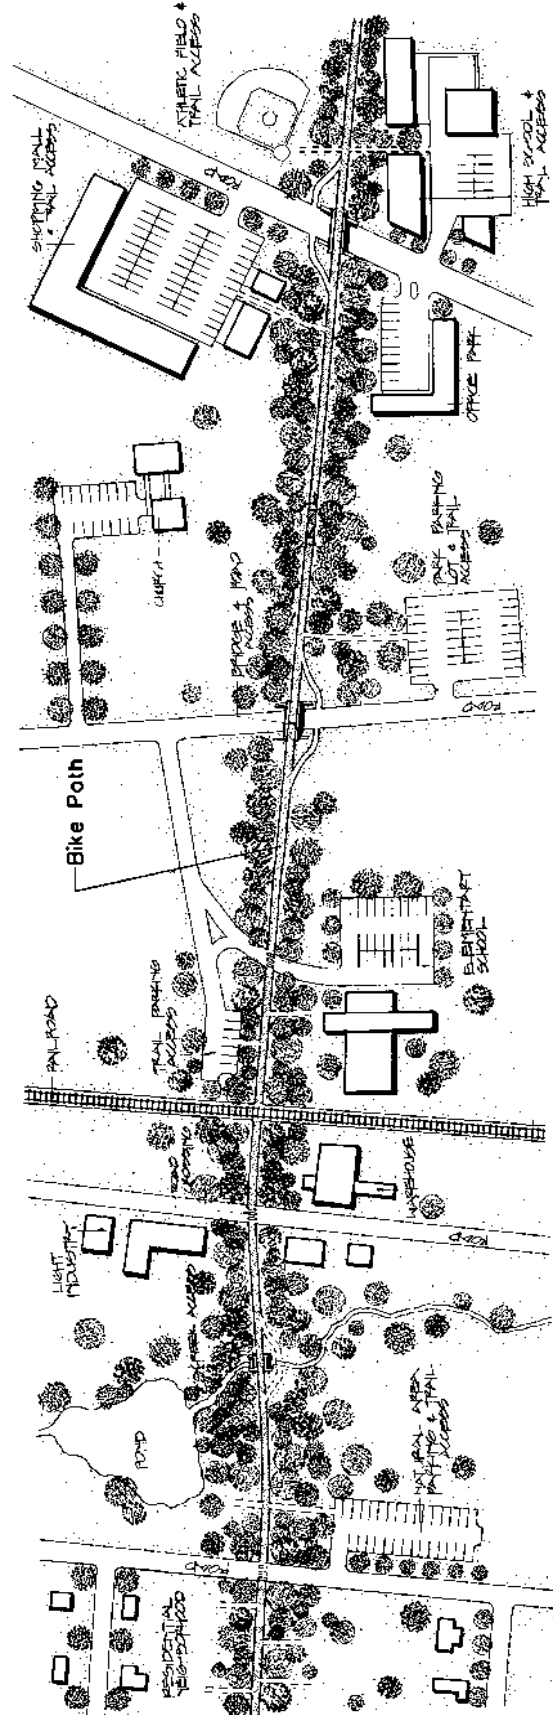 ATHLETIC FIELD &
TRAIL ACCESS
SHOPPING MALL
& TRAIL ACCESS
ROAD
HIGH SCHOOL &
TRAIL ACCESS
OFFICE PARK
CHURCH
PARK PARKING
LOT & TRAIL
ACCESS
BRIDGE & ROAD
ACCESS
ROAD
Bike Path
ELEMENTARY
SCHOOL
TRAIL PARKING
ACCESS
RAILROAD
ROAD
CROSSING
WAREHOUSE
ROAD
LIGHT
INDUSTRY
ACCESS
POND
NATURAL AREA
PARKING & TRAIL
ACCESS
ROAD
RESIDENTIAL
NEIGHBORHOOD